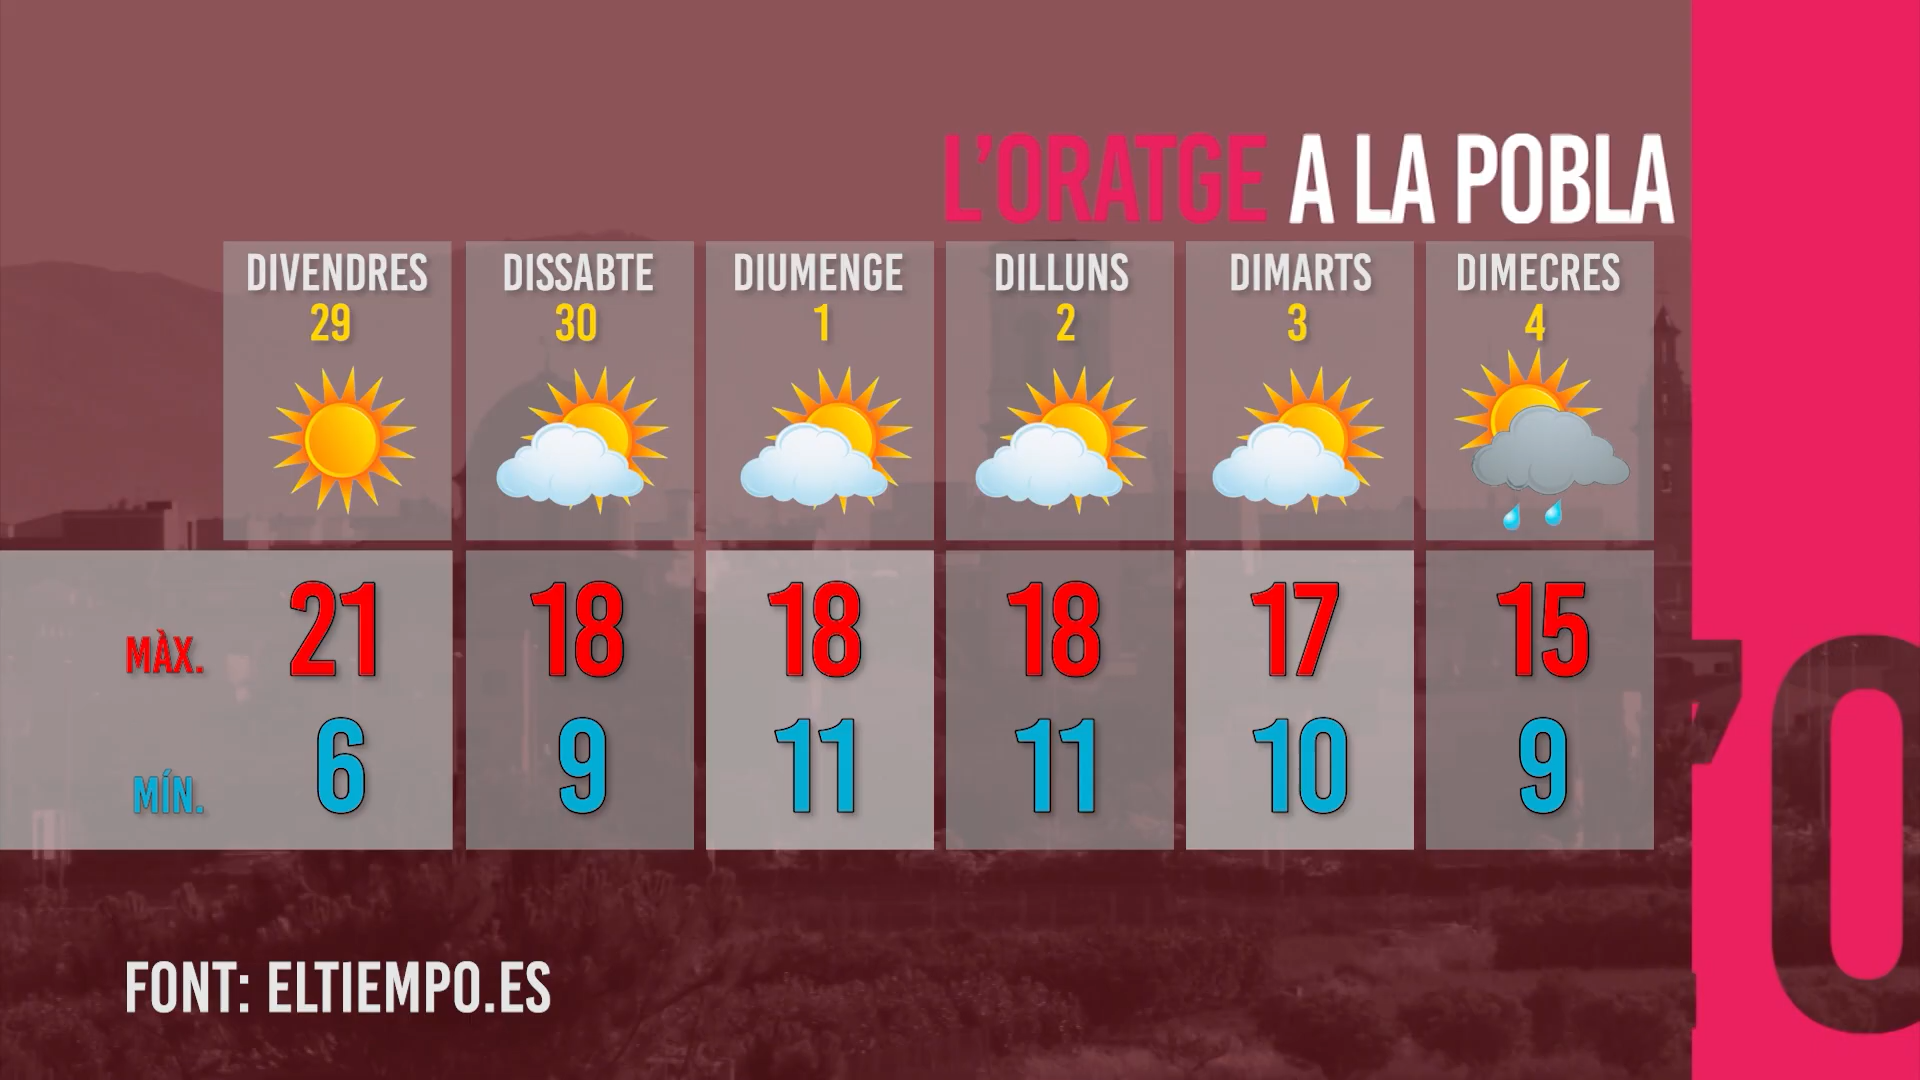 L'ORATGE A LA POBLA
DIVENDRES DISSABTE DIUMENGE DILLUNS DIMARTS DIMECRES
29 30 1 2 3 4
MÀX. 21 18 18 18 17 15
MÍN. 6 9 11 11 10 9
FONT: ELTIEMPO.ES
70